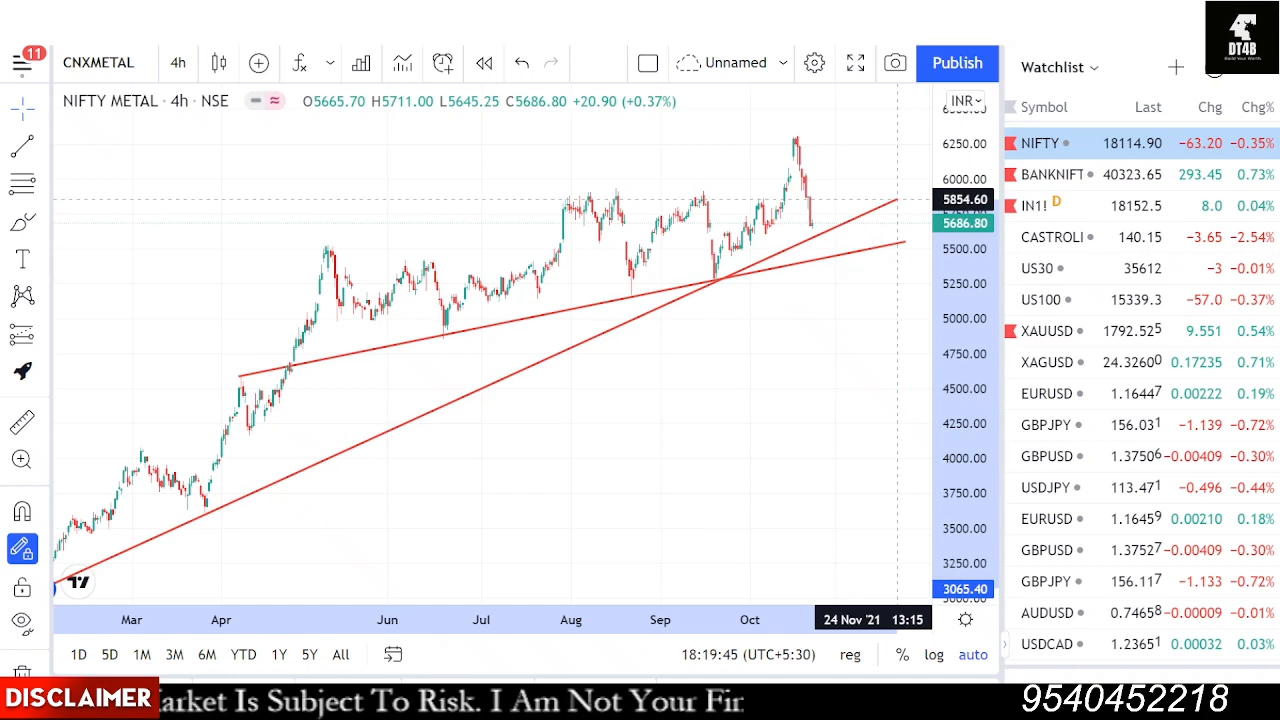 11
CNXMETAL 4h Unnamed Publish
DT4B
Build Your Worth.
Watchlist
NIFTY METAL · 4h · NSE O5665.70 H5711.00 L5645.25 C5686.80 +20.90 (+0.37%)
INR
Symbol Last Chg Chg%
NIFTY 18114.90 −63.20 −0.35%
BANKNIFT 40323.65 293.45 0.73%
IN1! D 18152.5 8.0 0.04%
CASTROLI 140.15 −3.65 −2.54%
US30 35612 −3 −0.01%
US100 15339.3 −57.0 −0.37%
XAUUSD 1792.525 9.551 0.54%
XAGUSD 24.32600 0.17235 0.71%
EURUSD 1.16447 0.00222 0.19%
GBPJPY 156.031 −1.139 −0.72%
GBPUSD 1.37506 −0.00409 −0.30%
USDJPY 113.471 −0.496 −0.44%
EURUSD 1.16459 0.00210 0.18%
GBPUSD 1.37527 −0.00409 −0.30%
GBPJPY 156.117 −1.133 −0.72%
AUDUSD 0.74658 −0.00009 −0.01%
USDCAD 1.23651 0.00032 0.03%
6250.00
6000.00
5854.60
5686.80
5500.00
5250.00
5000.00
4750.00
4500.00
4250.00
4000.00
3750.00
3500.00
3250.00
3065.40
Mar Apr Jun Jul Aug Sep Oct 24 Nov '21 13:15
1D 5D 1M 3M 6M YTD 1Y 5Y All 18:19:45 (UTC+5:30) reg % log auto
DISCLAIMER arket Is Subject To Risk. I Am Not Your Fir
9540452218